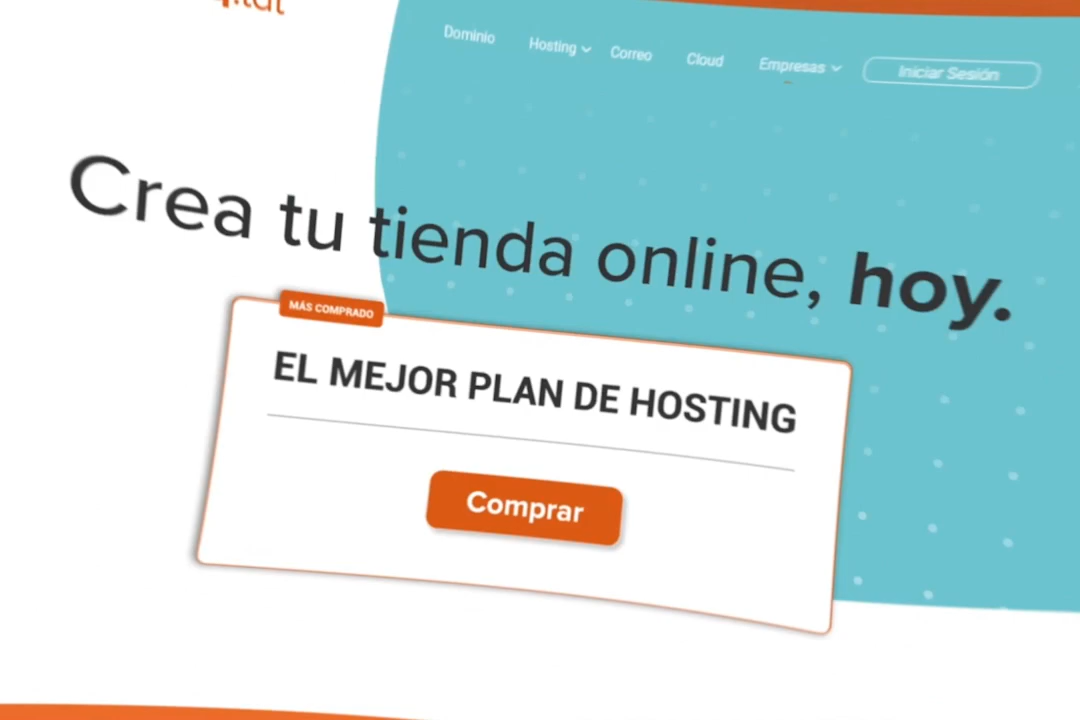 Dominio Hosting Correo Cloud Empresas Iniciar Sesión
Crea tu tienda online, hoy.
MÁS COMPRADO
EL MEJOR PLAN DE HOSTING
Comprar